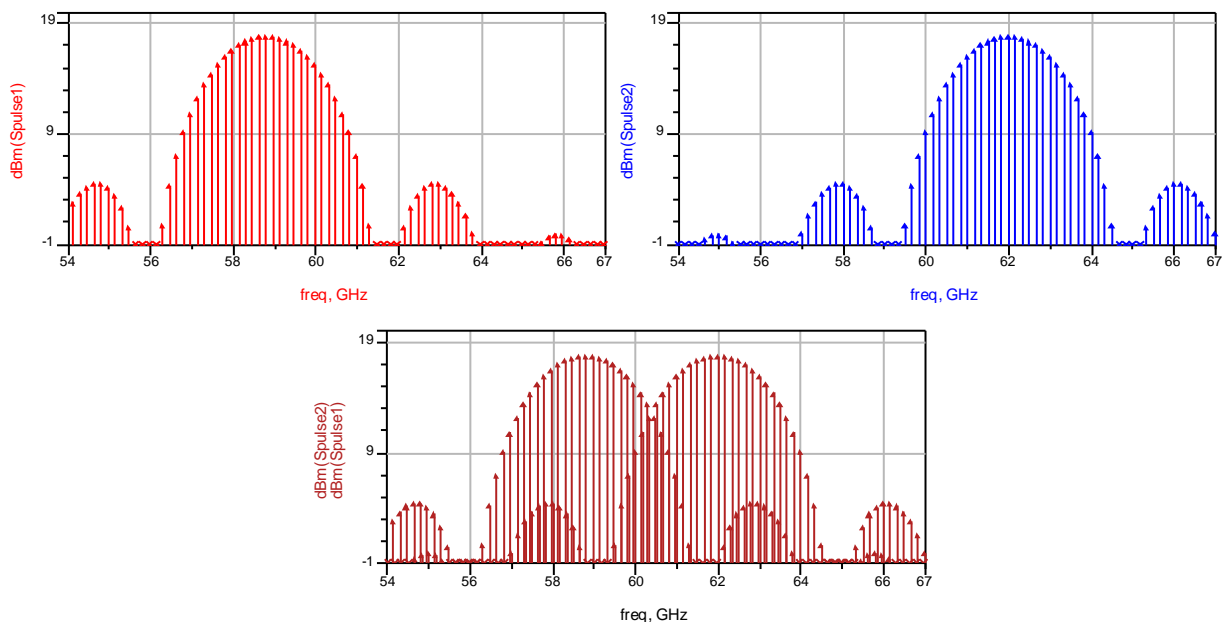 19
9
-1
dBm(Spulse1)
54 56 58 60 62 64 66 67
freq, GHz
19
9
-1
dBm(Spulse2)
54 56 58 60 62 64 66 67
freq, GHz
19
9
-1
dBm(Spulse2)
dBm(Spulse1)
54 56 58 60 62 64 66 67
freq, GHz